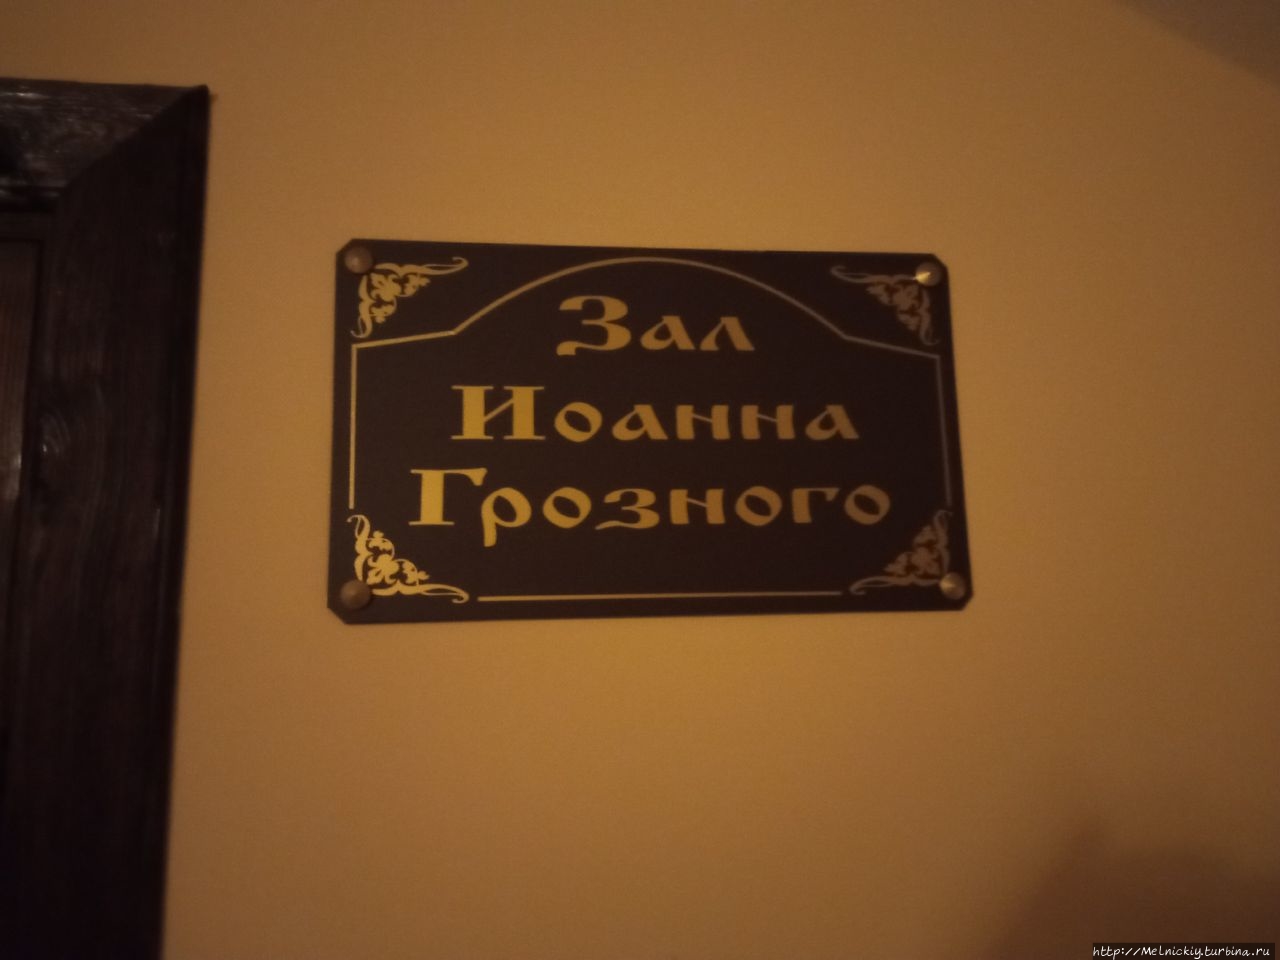 Зал
Иоанна
Грозного
http://Melnickiy.turbina.ru